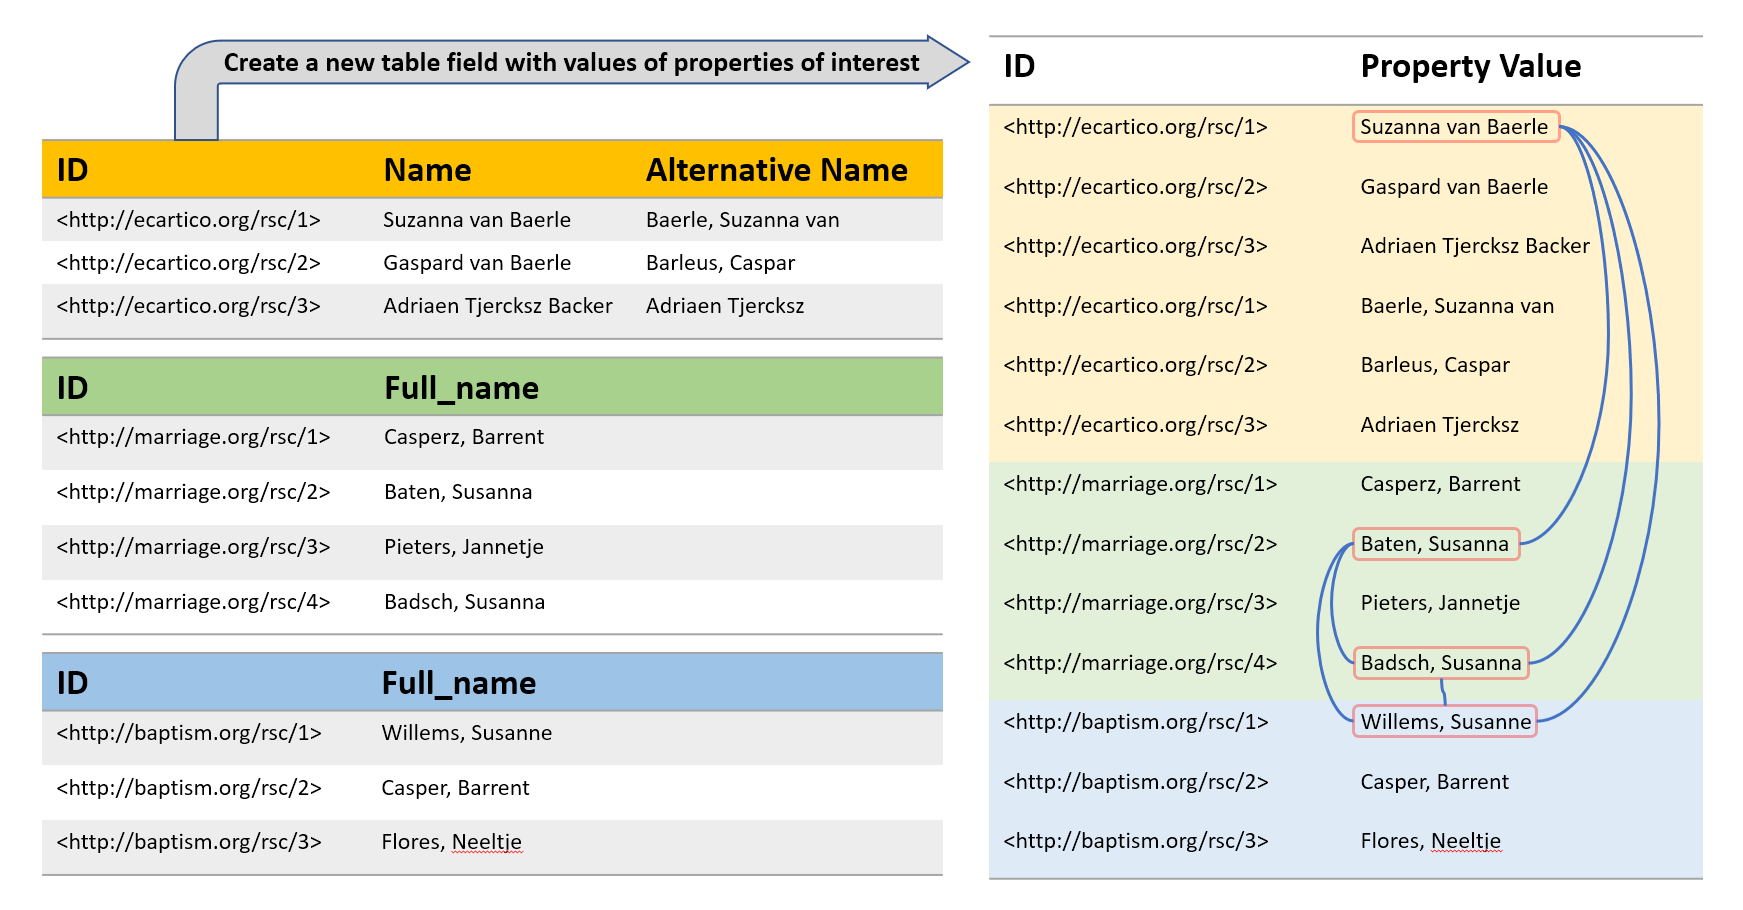 Create a new table field with values of properties of interest
ID Name Alternative Name
<http://ecartico.org/rsc/1> Suzanna van Baerle Baerle, Suzanna van
<http://ecartico.org/rsc/2> Gaspard van Baerle Barleus, Caspar
<http://ecartico.org/rsc/3> Adriaen Tjercksz Backer Adriaen Tjercksz
ID Full_name
<http://marriage.org/rsc/1> Casperz, Barrent
<http://marriage.org/rsc/2> Baten, Susanna
<http://marriage.org/rsc/3> Pieters, Jannetje
<http://marriage.org/rsc/4> Badsch, Susanna
ID Full_name
<http://baptism.org/rsc/1> Willems, Susanne
<http://baptism.org/rsc/2> Casper, Barrent
<http://baptism.org/rsc/3> Flores, Neeltje
ID Property Value
<http://ecartico.org/rsc/1> Suzanna van Baerle
<http://ecartico.org/rsc/2> Gaspard van Baerle
<http://ecartico.org/rsc/3> Adriaen Tjercksz Backer
<http://ecartico.org/rsc/1> Baerle, Suzanna van
<http://ecartico.org/rsc/2> Barleus, Caspar
<http://ecartico.org/rsc/3> Adriaen Tjercksz
<http://marriage.org/rsc/1> Casperz, Barrent
<http://marriage.org/rsc/2> Baten, Susanna
<http://marriage.org/rsc/3> Pieters, Jannetje
<http://marriage.org/rsc/4> Badsch, Susanna
<http://baptism.org/rsc/1> Willems, Susanne
<http://baptism.org/rsc/2> Casper, Barrent
<http://baptism.org/rsc/3> Flores, Neeltje